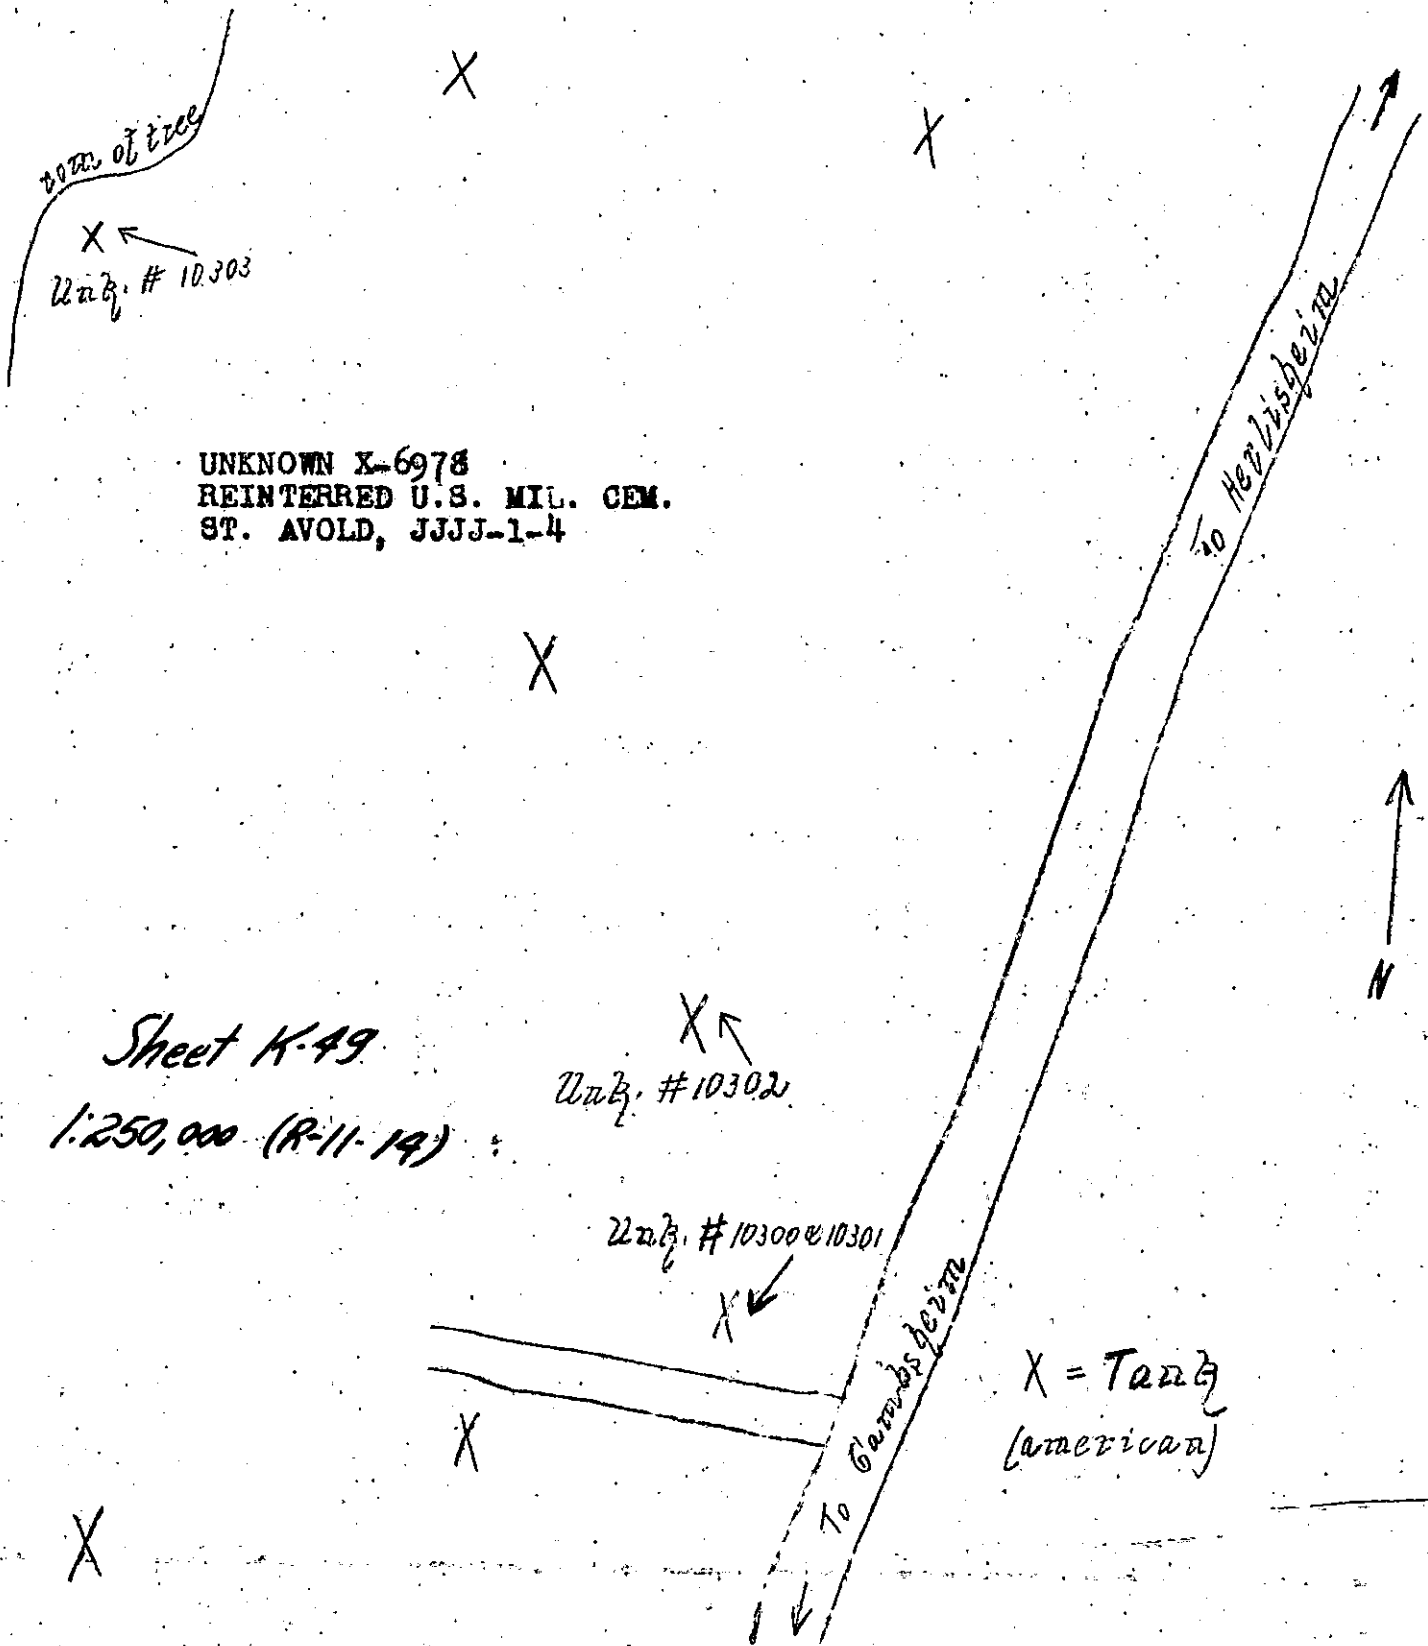 X
X
row of tree
X
Unk. # 10303
To Herlisheim
UNKNOWN X-6978
REINTERRED U.S. MIL. CEM.
ST. AVOLD, JJJJ-1-4
X
N
Sheet K-49
1:250,000 (R-11-14)
X
Unk. #10302
Unk. #10300 & 10301
X
To Gambsheim
X = Tank
(american)
X
X